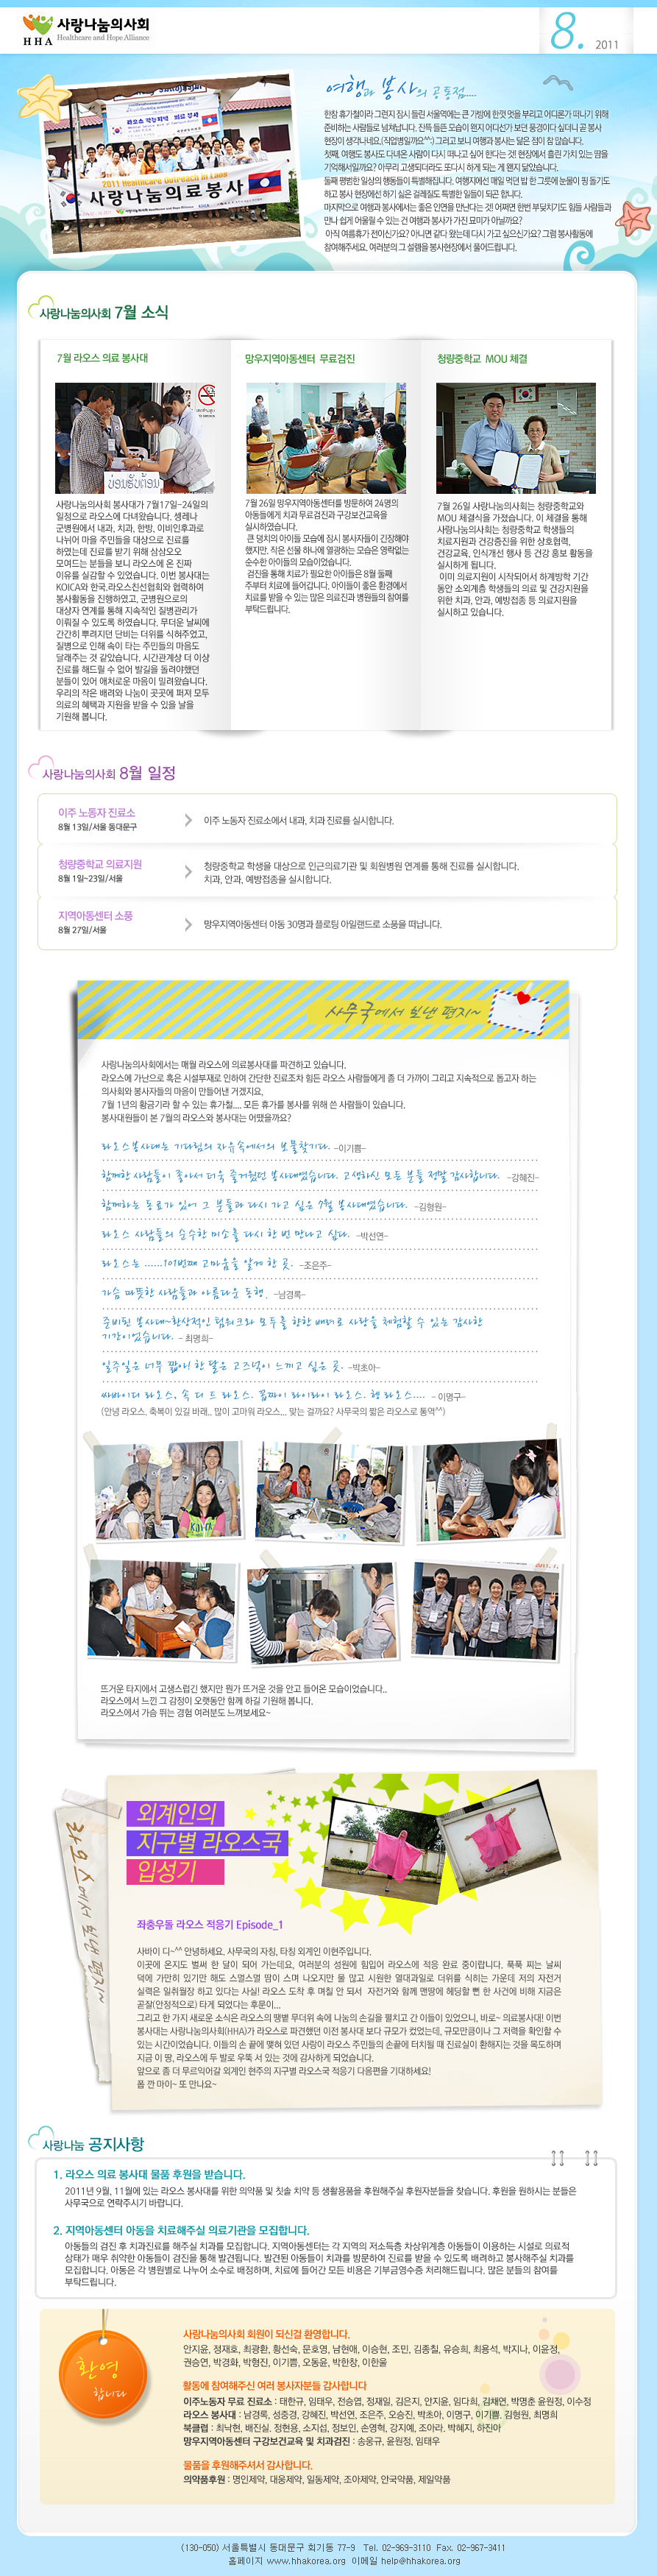 사랑나눔의사회
HHA Healthcare and Hope Alliance
8. 2011
여행과 봉사의 공통점.....
한창 휴가철이라 그런지 잠시 들린 서울역에는 큰 가방에 한껏 멋을 부리고 어디론가 떠나기 위해
준비하는 사람들로 넘쳐납니다. 잔뜩 들뜬 모습이 왠지 어디선가 보던 풍경이다 싶더니 곧 봉사
현장이 생각나네요.(직업병일까요^^;) 그러고 보니 여행과 봉사는 닮은 점이 참 많습니다.
첫째, 여행도 봉사도 다녀온 사람이 다시 떠나고 싶어 한다는 것! 현장에서 흘린 가치 있는 땀을
기억해서일까요? 아무리 고생되더라도 또다시 하게 되는 게 왠지 닮았습니다.
둘째 평범한 일상의 행동들이 특별해집니다. 여행지에선 매일 먹던 밥 한 그릇에 눈물이 핑 돌기도
하고 봉사 현장에선 하기 싫은 걸레질도 특별한 일들이 되곤 합니다.
마지막으로 여행과 봉사에서는 좋은 인연을 만난다는 것! 어쩌면 한번 부딪치기도 힘들 사람들과
만나 쉽게 어울릴 수 있는 건 여행과 봉사가 가진 묘미가 아닐까요?
아직 여름휴가 전이신가요? 아니면 갔다 왔는데 다시 가고 싶으신가요? 그럼 봉사활동에
참여해주세요. 여러분의 그 설렘을 봉사현장에서 풀어드립니다.
2011 Healthcare Outreach in Laos
사랑나눔의료봉사
사랑나눔의사회 7월 소식
7월 라오스 의료 봉사대
사랑나눔의사회 봉사대가 7월17일~24일의
일정으로 라오스에 다녀왔습니다. 쌩레나
군병원에서 내과, 치과, 한방, 이비인후과로
나뉘어 마을 주민들을 대상으로 진료를
하였는데 진료를 받기 위해 삼삼오오
모여드는 분들을 보니 라오스에 온 진짜
이유를 실감할 수 있었습니다. 이번 봉사대는
KOICA와 한국.라오스친선협회와 협력하여
봉사활동을 진행하였고, 군병원으로의
대상자 연계를 통해 지속적인 질병관리가
이뤄질 수 있도록 하였습니다. 무더운 날씨에
간간히 뿌려지던 단비는 더위를 식혀주었고,
질병으로 인해 속이 타는 주민들의 마음도
달래주는 것 같았습니다. 시간관계상 더 이상
진료를 해드릴 수 없어 발길을 돌려야했던
분들이 있어 애처로운 마음이 밀려왔습니다.
우리의 작은 배려와 나눔이 곳곳에 퍼져 모두
의료의 혜택과 지원을 받을 수 있을 날을
기원해 봅니다.
망우지역아동센터 무료검진
7월 26일 망우지역아동센터를 방문하여 24명의
아동들에게 치과 무료검진과 구강보건교육을
실시하였습니다.
큰 덩치의 아이들 모습에 잠시 봉사자들이 긴장해야
했지만, 작은 선물 하나에 열광하는 모습은 영락없는
순수한 아이들의 모습이었습니다.
검진을 통해 치료가 필요한 아이들은 8월 둘째
주부터 치료에 들어갑니다. 아이들이 좋은 환경에서
치료를 받을 수 있는 많은 의료진과 병원들의 참여를
부탁드립니다.
청량중학교 MOU 체결
7월 26일 사랑나눔의사회는 청량중학교와
MOU 체결식을 가졌습니다. 이 체결을 통해
사랑나눔의사회는 청량중학교 학생들의
치료지원과 건강증진을 위한 상호협력,
건강교육, 인식개선 행사 등 건강 홍보 활동을
실시하게 됩니다.
이미 의료지원이 시작되어서 하계방학 기간
동안 소외계층 학생들의 의료 및 건강지원을
위한 치과, 안과, 예방접종 등 의료지원을
실시하고 있습니다.
사랑나눔의사회 8월 일정
이주 노동자 진료소
8월 13일/서울 동대문구
이주 노동자 진료소에서 내과, 치과 진료를 실시합니다.
청량중학교 의료지원
8월 1일~23일/서울
청량중학교 학생을 대상으로 인근의료기관 및 회원병원 연계를 통해 진료를 실시합니다.
치과, 안과, 예방접종을 실시합니다.
지역아동센터 소풍
8월 27일/서울
망우지역아동센터 아동 30명과 플로팅 아일랜드로 소풍을 떠납니다.
사무국에서 보낸 편지~
사랑나눔의사회에서는 매월 라오스에 의료봉사대를 파견하고 있습니다.
라오스에 가난으로 혹은 시설부재로 인하여 간단한 진료조차 힘든 라오스 사람들에게 좀 더 가까이 그리고 지속적으로 돕고자 하는
의사회와 봉사자들의 마음이 만들어낸 거겠지요.
7월 1년의 황금기라 할 수 있는 휴가철.... 모든 휴가를 봉사를 위해 쓴 사람들이 있습니다.
봉사대원들이 본 7월의 라오스와 봉사대는 어땠을까요?
라오스봉사대는 기다림의 자유속에서의 보물찾기다. -이기쁨-
함께한 사람들이 좋아서 더욱 즐거웠던 봉사대였습니다. 고생하신 모든 분들 정말 감사합니다. -강혜진-
함께하는 동료가 있어 그 분들과 다시 가고 싶은 7월 봉사대였습니다. -김형원-
라오스 사람들의 순수한 미소를 다시 한 번 만나고 싶다. -박선연-
라오스는 ......101번째 고마움을 알게 한 곳. -조은주-
가슴 따뜻한 사람들과 아름다운 동행. -남경록-
준비된 봉사대~환상적인 팀워크와 모두를 향한 배려로 사랑을 체험할 수 있는 감사한
기간이었습니다. - 최명희-
일주일은 너무 짧아! 한 달은 고즈넉이 느끼고 싶은 곳. -박초아-
싸바이디 라오스, 속 디 드 라오스. 꼽짜이 라이라이 라오스. 헹 라오스.... - 이명구-
(안녕 라오스. 축복이 있길 바래.. 많이 고마워 라오스... 맞는 걸까요? 사무국의 짧은 라오스로 통역^^)
뜨거운 타지에서 고생스럽긴 했지만 뭔가 뜨거운 것을 안고 들어온 모습이었습니다..
라오스에서 느낀 그 감정이 오랫동안 함께 하길 기원해 봅니다.
라오스에서 가슴 뛰는 경험 여러분도 느껴보세요~
라오스에서 보낸 편지~
외계인의
지구별 라오스국
입성기
좌충우돌 라오스 적응기 Episode_1
사바이 디~^^ 안녕하세요. 사무국의 자칭, 타칭 외계인 이현주입니다.
이곳에 온지도 벌써 한 달이 되어 가는데요, 여러분의 성원에 힘입어 라오스에 적응 완료 중이랍니다. 푹푹 찌는 날씨
덕에 가만히 있기만 해도 스멀스멀 땀이 스며 나오지만 물 많고 시원한 열대과일로 더위를 식히는 가운데 저의 자전거
실력은 일취월장 하고 있다는 사실! 라오스 도착 후 며칠 안 되서 자전거와 함께 맨땅에 헤딩할 뻔 한 사건에 비해 지금은
곧잘(안정적으로) 타게 되었다는 후문이...
그리고 한 가지 새로운 소식은 라오스의 땡볕 무더위 속에 나눔의 손길을 펼치고 간 이들이 있었으니, 바로~ 의료봉사대! 이번
봉사대는 사랑나눔의사회(HHA)가 라오스로 파견했던 이전 봉사대 보다 규모가 컸었는데, 규모만큼이나 그 저력을 확인할 수
있는 시간이었습니다. 이들의 손 끝에 맺혀 있던 사랑이 라오스 주민들의 손끝에 터치될 때 진료실이 환해지는 것을 목도하며
지금 이 땅, 라오스에 두 발로 우뚝 서 있는 것에 감사하게 되었습니다.
앞으로 좀 더 무르익어갈 외계인 현주의 지구별 라오스국 적응기 다음편을 기대하세요!
폽 깐 마이~ 또 만나요~
사랑나눔 공지사항
1. 라오스 의료 봉사대 물품 후원을 받습니다.
2011년 9월, 11월에 있는 라오스 봉사대를 위한 의약품 및 칫솔 치약 등 생활용품을 후원해주실 후원자분들을 찾습니다. 후원을 원하시는 분들은
사무국으로 연락주시기 바랍니다.
2. 지역아동센터 아동을 치료해주실 의료기관을 모집합니다.
아동들의 검진 후 치과진료를 해주실 치과를 모집합니다. 지역아동센터는 각 지역의 저소득층 차상위계층 아동들이 이용하는 시설로 의료적
상태가 매우 취약한 아동들이 검진을 통해 발견됩니다. 발견된 아동들이 치과를 방문하여 진료를 받을 수 있도록 배려하고 봉사해주실 치과를
모집합니다. 아동은 각 병원별로 나누어 소수로 배정하며, 치료에 들어간 모든 비용은 기부금영수증 처리해드립니다. 많은 분들의 참여를
부탁드립니다.
환영
합니다
사랑나눔의사회 회원이 되신걸 환영합니다.
안지윤, 정재호, 최광환, 황선숙, 문호영, 남현애, 이승현, 조민, 김종칠, 유승희, 최용석, 박지나, 이윤정,
권승연, 박경화, 박형진, 이기쁨, 오동윤, 박한창, 이한울
활동에 참여해주신 여러 봉사자분들 감사합니다
이주노동자 무료 진료소 : 태한규, 임태우, 전승엽, 정재일, 김은지, 안지윤, 임다희, 임채언, 박명춘 윤원정, 이수정
라오스 봉사대 : 남경록, 성중경, 강혜진, 박선연, 조은주, 오승진, 박초아, 이명구, 이기쁨, 김형원, 최명희
북클럽 : 최낙현, 배진실, 정현용, 소지섭, 정보인, 손영혁, 강지예, 조아라, 박혜지, 하진아
망우지역아동센터 구강보건교육 및 치과검진 : 송웅규, 윤원정, 임태우
물품을 후원해주셔서 감사합니다.
의약품후원 : 명인제약, 대웅제약, 일동제약, 조아제약, 안국약품, 제일약품
(130-050) 서울특별시 동대문구 회기동 77-9 Tel. 02-969-3110 Fax. 02-967-3411
홈페이지 www.hhakorea.org 이메일 help@hhakorea.org